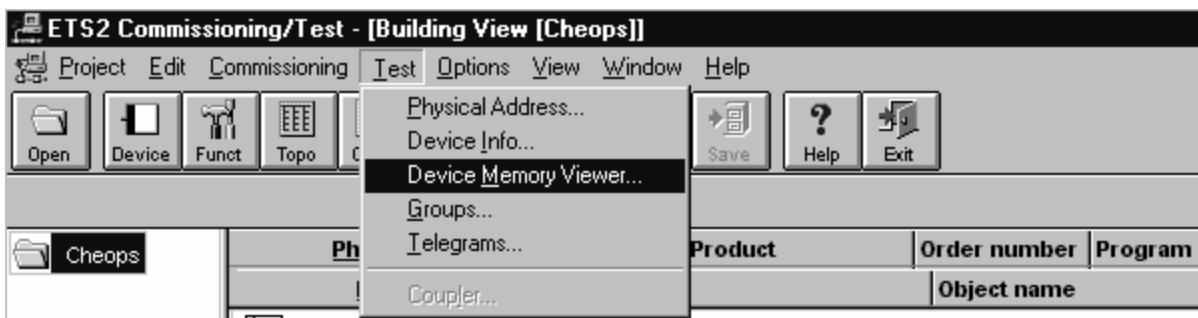 ETS2 Commissioning/Test - [Building View [Cheops]]
Project Edit Commissioning Test Options View Window Help
Physical Address...
Device Info...
Device Memory Viewer...
Groups...
Telegrams...
Coupler...
Open Device Funct Topo Save Help Exit
Cheops
Ph Product Order number Program
Object name